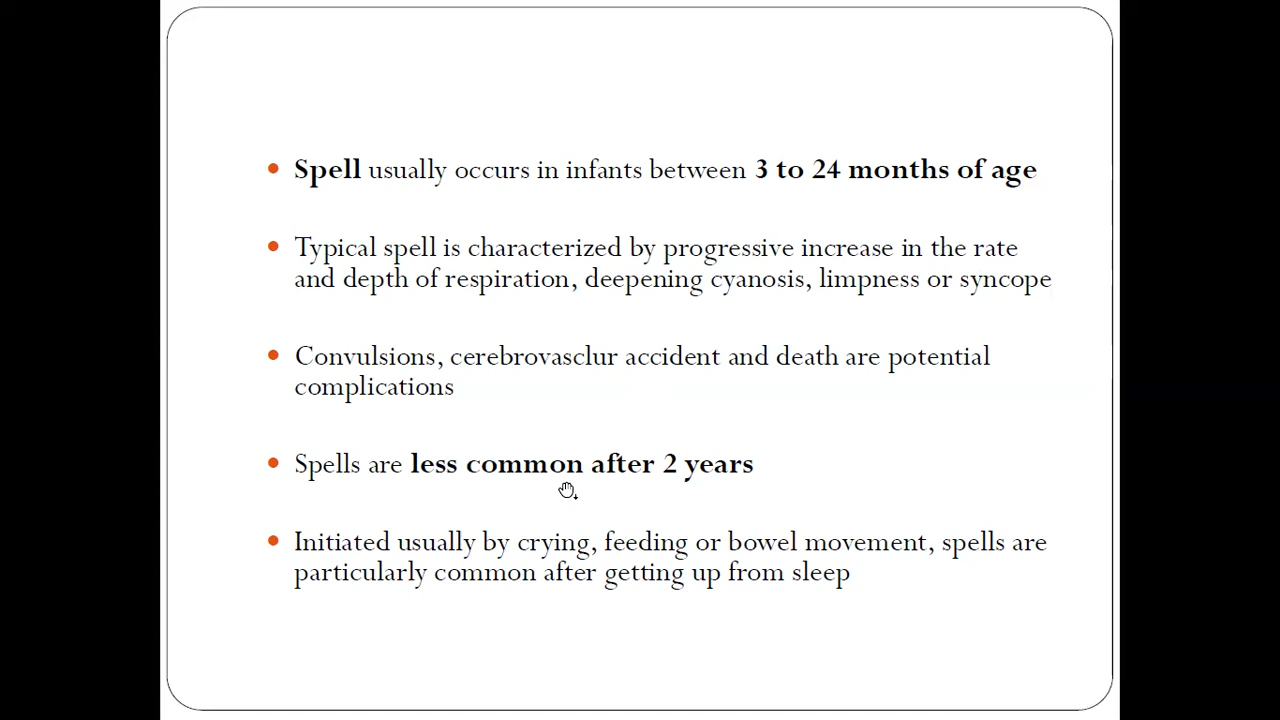 • Spell usually occurs in infants between 3 to 24 months of age
• Typical spell is characterized by progressive increase in the rate
and depth of respiration, deepening cyanosis, limpness or syncope
• Convulsions, cerebrovasclur accident and death are potential
complications
• Spells are less common after 2 years
• Initiated usually by crying, feeding or bowel movement, spells are
particularly common after getting up from sleep